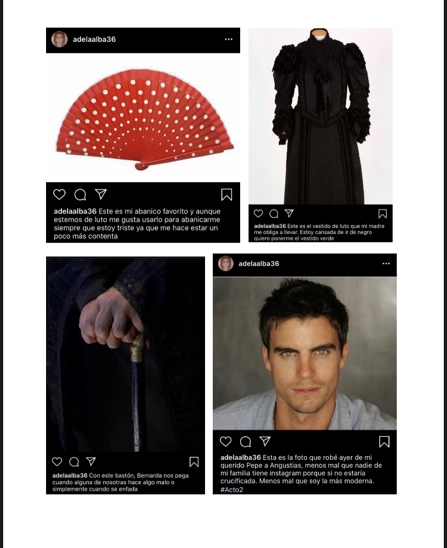 adelaalba36
adelaalba36 Este es mi abanico favorito y aunque
estemos de luto me gusta usarlo para abanicarme
siempre que estoy triste ya que me hace estar un
poco más contenta
adelaalba36 Este es el vestido de luto que mi madre
me obliga a llevar. Estoy cansada de ir de negro
quiero ponerme el vestido verde
adelaalba36 Con este bastón, Bernarda nos pega
cuando alguna de nosotras hace algo malo o
simplemente cuando se enfada
adelaalba36
adelaalba36 Esta es la foto que robé ayer de mi
querido Pepe a Angustias, menos mal que nadie de
mi familia tiene instagram porque si no estaría
crucificada. Menos mal que soy la más moderna.
#Acto2